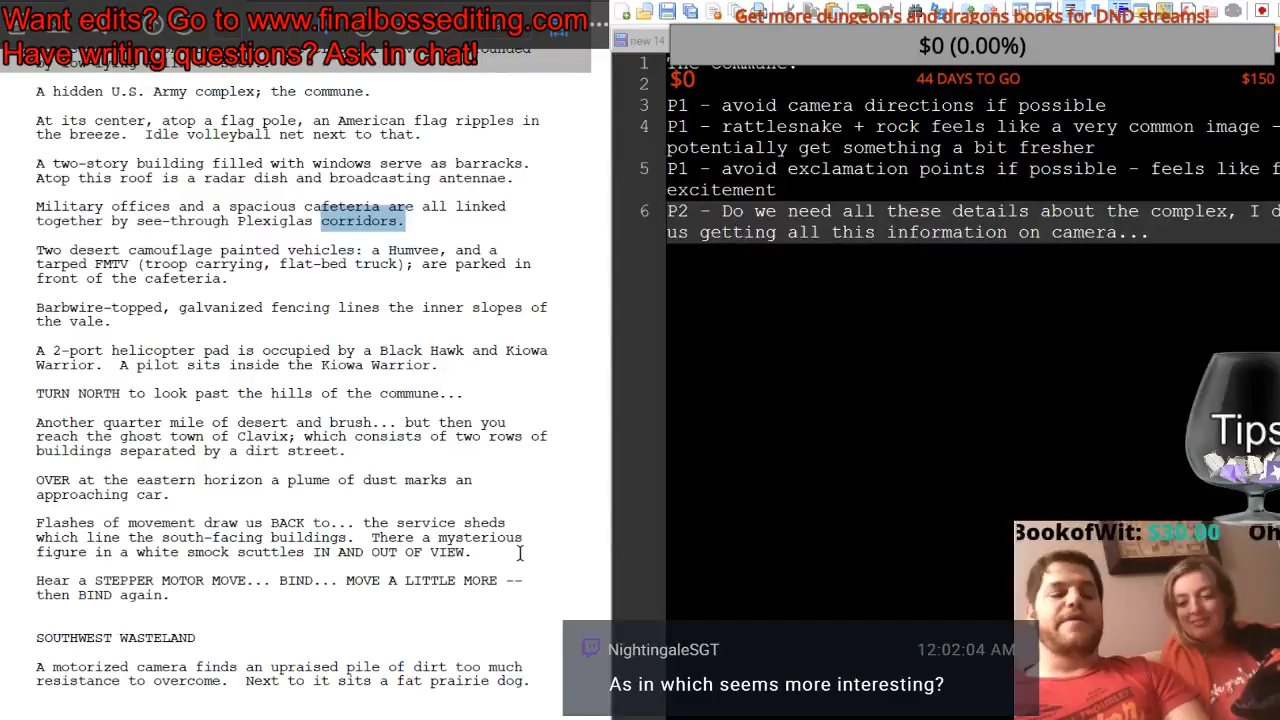 Want edits? Go to www.finalbossediting.com
Have writing questions? Ask in chat!
A hidden U.S. Army complex; the commune.
At its center, atop a flag pole, an American flag ripples in
the breeze.  Idle volleyball net next to that.
A two-story building filled with windows serve as barracks.
Atop this roof is a radar dish and broadcasting antennae.
Military offices and a spacious cafeteria are all linked
together by see-through Plexiglas corridors.
Two desert camouflage painted vehicles: a Humvee, and a
tarped FMTV (troop carrying, flat-bed truck); are parked in
front of the cafeteria.
Barbwire-topped, galvanized fencing lines the inner slopes of
the vale.
A 2-port helicopter pad is occupied by a Black Hawk and Kiowa
Warrior.  A pilot sits inside the Kiowa Warrior.
TURN NORTH to look past the hills of the commune...
Another quarter mile of desert and brush... but then you
reach the ghost town of Clavix; which consists of two rows of
buildings separated by a dirt street.
OVER at the eastern horizon a plume of dust marks an
approaching car.
Flashes of movement draw us BACK to... the service sheds
which line the south-facing buildings.  There a mysterious
figure in a white smock scuttles IN AND OUT OF VIEW.
Hear a STEPPER MOTOR MOVE... BIND... MOVE A LITTLE MORE --
then BIND again.
SOUTHWEST WASTELAND
A motorized camera finds an upraised pile of dirt too much
resistance to overcome.  Next to it sits a fat prairie dog.
Get more dungeon's and dragons books for DND streams!
new 14
$0 (0.00%)
$0
44 DAYS TO GO
$150
1
2
3 P1 - avoid camera directions if possible
4 P1 - rattlesnake + rock feels like a very common image -
potentially get something a bit fresher
5 P1 - avoid exclamation points if possible - feels like f
excitement
6 P2 - Do we need all these details about the complex, I d
us getting all this information on camera...
Tips
BookofWit: $30.00 Oh
NightingaleSGT 12:02:04 AM
As in which seems more interesting?